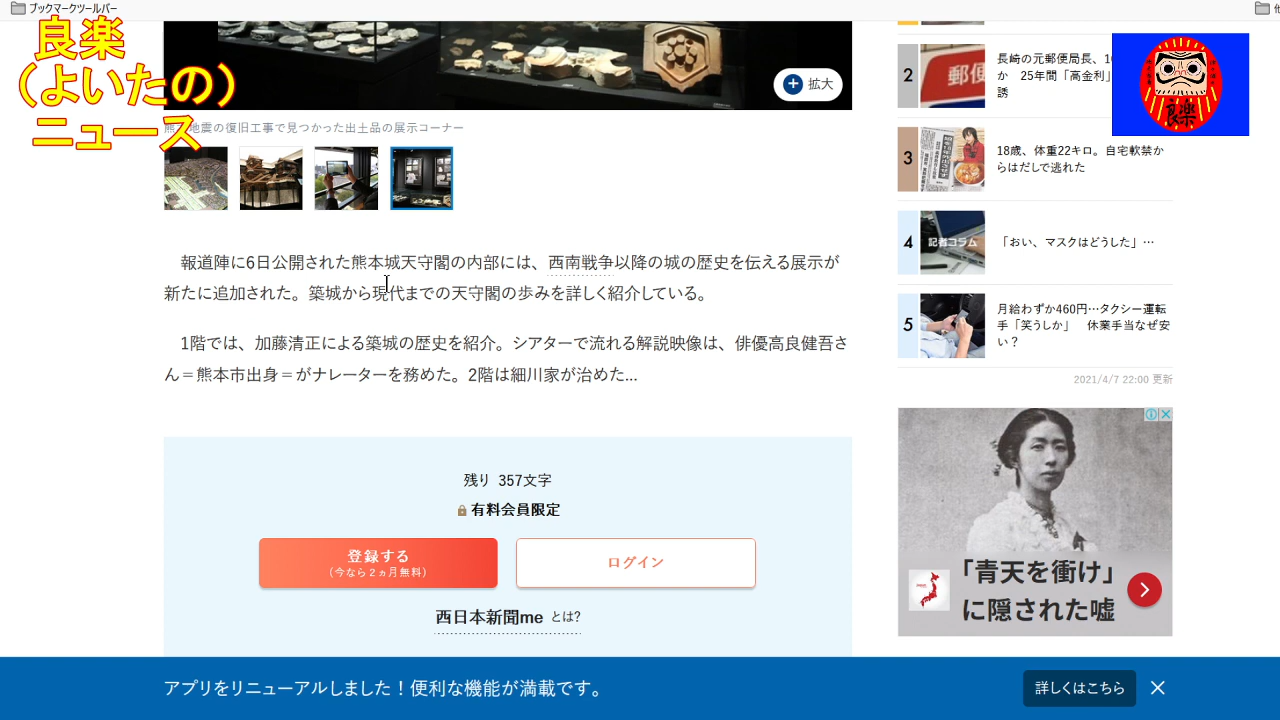 ブックマークツールバー
良楽
（よいたの）
ニュース
拡大
地震の復旧工事で見つかった出土品の展示コーナー
報道陣に6日公開された熊本城天守閣の内部には、西南戦争以降の城の歴史を伝える展示が
新たに追加された。築城から現代までの天守閣の歩みを詳しく紹介している。
1階では、加藤清正による築城の歴史を紹介。シアターで流れる解説映像は、俳優高良健吾さ
ん＝熊本市出身＝がナレーターを務めた。2階は細川家が治めた...
残り 357文字
有料会員限定
登録する
（今なら２ヵ月無料）
ログイン
西日本新聞me とは?
2
長崎の元郵便局長、
か 25年間「高金利」
誘
郵便
良楽
3
18歳、体重22キロ。自宅軟禁か
らはだしで逃れた
4
記者コラム
「おい、マスクはどうした」…
5
月給わずか460円…タクシー運転
手「笑うしか」 休業手当なぜ安
い？
2021/4/7 22:00 更新
「青天を衝け」
に隠された嘘
アプリをリニューアルしました！便利な機能が満載です。
詳しくはこちら